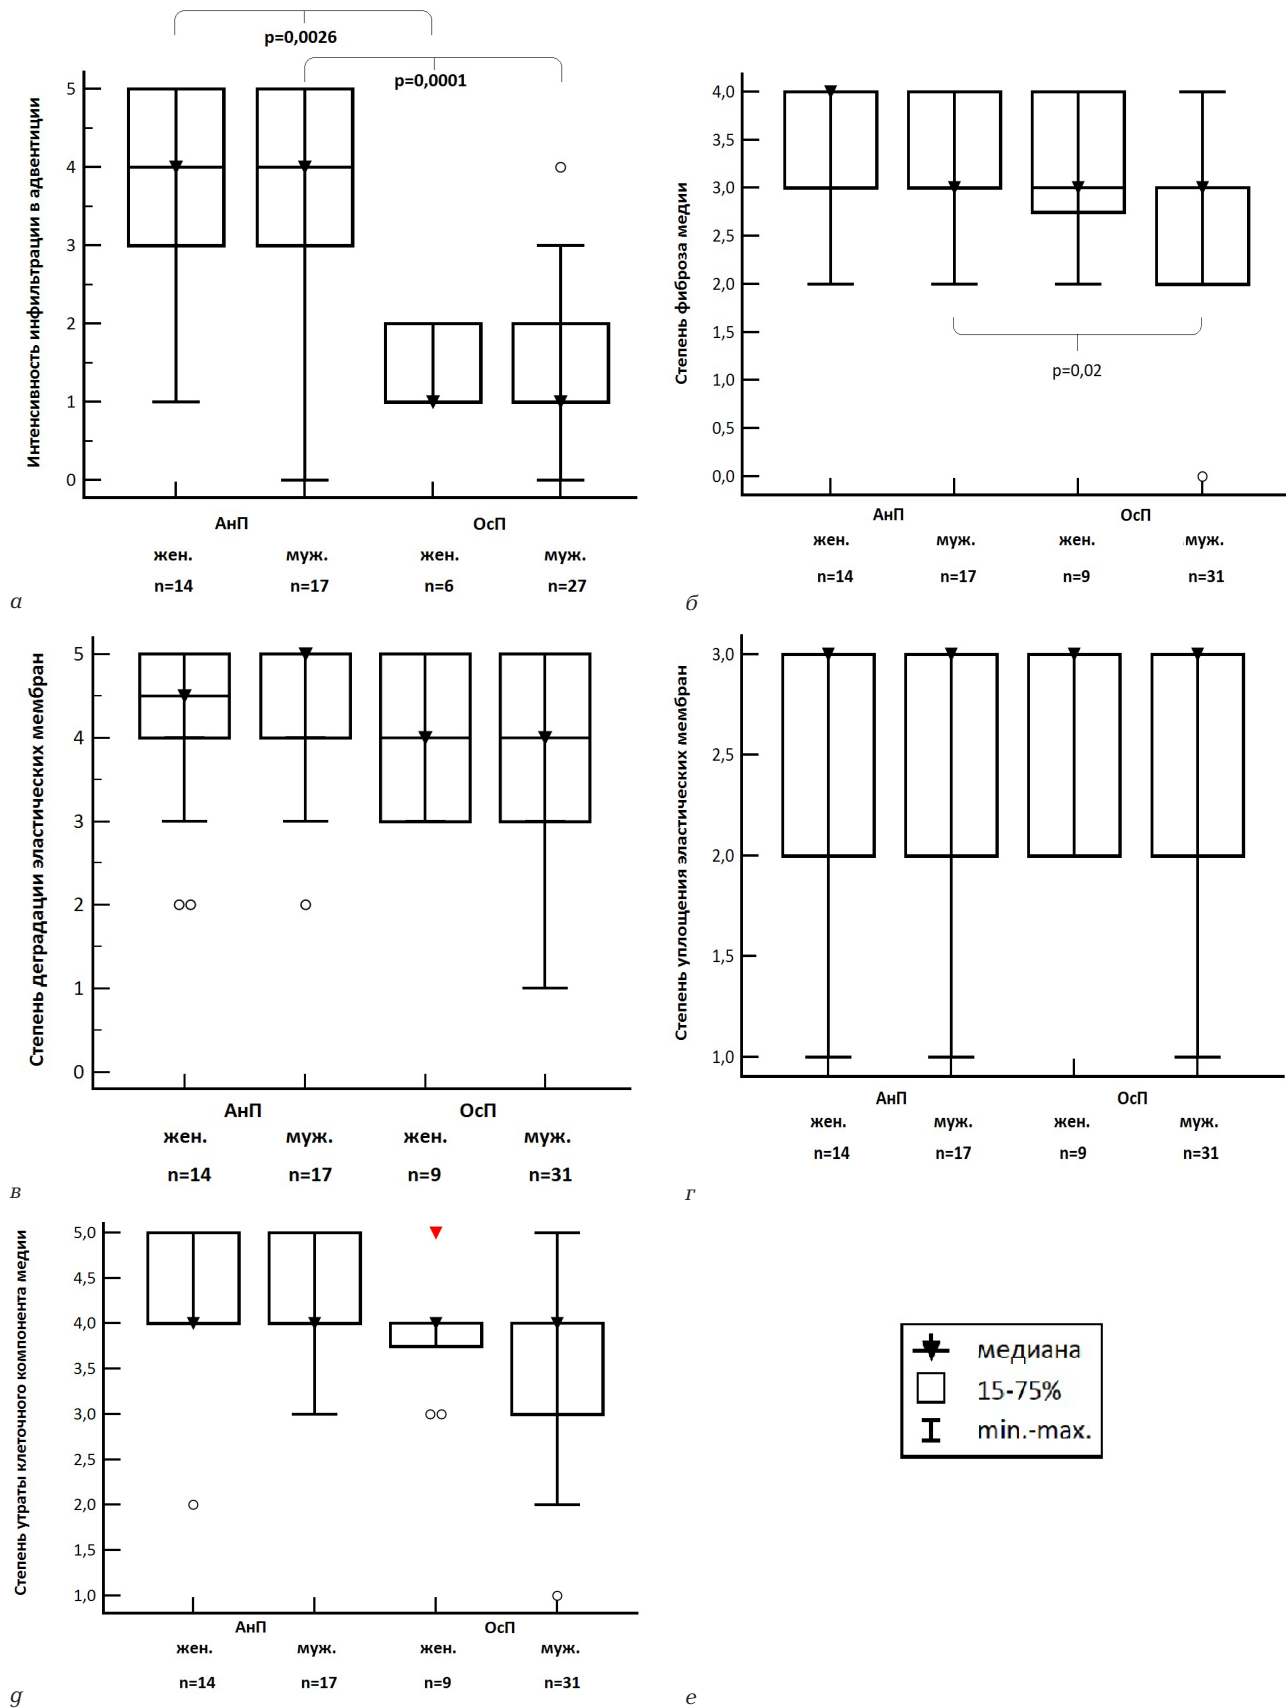 p=0,0026
p=0,0001
Интенсивность инфильтрации в адвентиции
5
4
3
2
1
0
АнП ОсП
жен. муж. жен. муж.
n=14 n=17 n=6 n=27
а
Степень фиброза медии
4,0
3,5
3,0
2,5
2,0
1,5
1,0
0,5
0,0
p=0,02
АнП ОсП
жен. муж. жен. муж.
n=14 n=17 n=9 n=31
б
Степень деградации эластических мембран
5
4
3
2
1
0
АнП ОсП
жен. муж. жен. муж.
n=14 n=17 n=9 n=31
в
Степень уплощения эластических мембран
3,0
2,5
2,0
1,5
1,0
АнП ОсП
жен. муж. жен. муж.
n=14 n=17 n=9 n=31
г
Степень утраты клеточного компонента медии
5,0
4,5
4,0
3,5
3,0
2,5
2,0
1,5
1,0
АнП ОсП
жен. муж. жен. муж.
n=14 n=17 n=9 n=31
д
медиана
15-75%
min.-max.
е